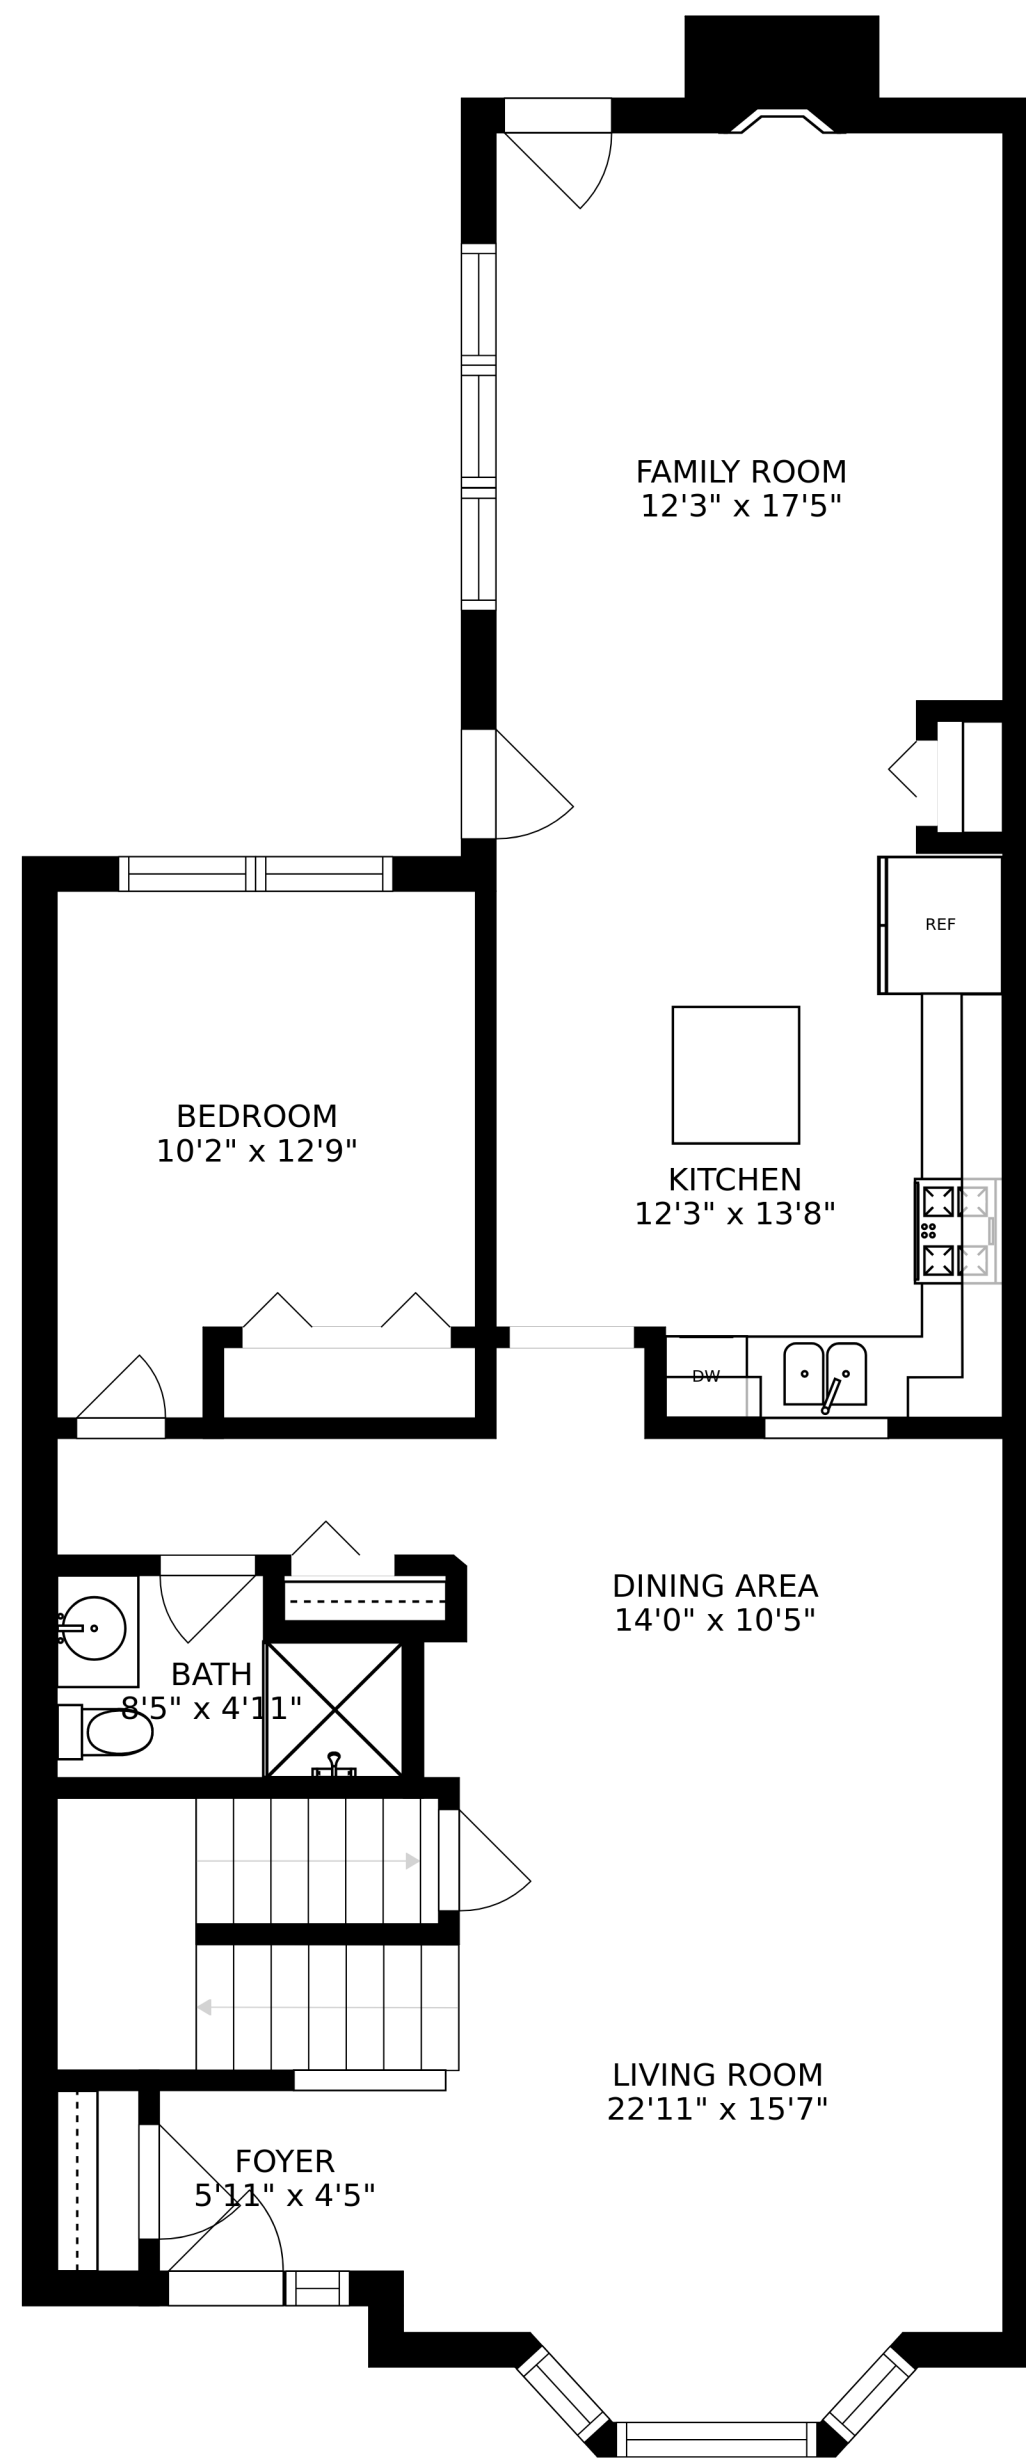 FAMILY ROOM
12'3" x 17'5"
REF
BEDROOM
10'2" x 12'9"
KITCHEN
12'3" x 13'8"
DW
DINING AREA
14'0" x 10'5"
BATH
8'5" x 4'11"
LIVING ROOM
22'11" x 15'7"
FOYER
5'11" x 4'5"